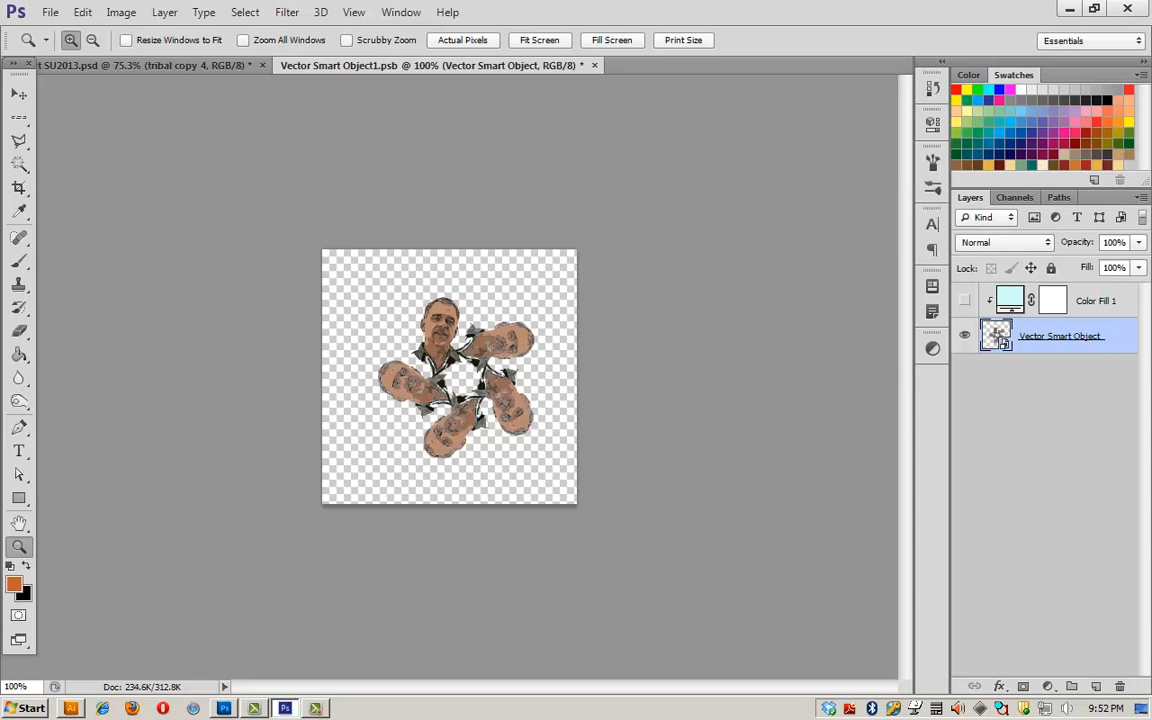 Ps File Edit Image Layer Type Select Filter 3D View Window Help
Resize Windows to Fit Zoom All Windows Scrubby Zoom Actual Pixels Fit Screen Fill Screen Print Size Essentials
t SU2013.psd @ 75.3% (tribal copy 4, RGB/8) * × Vector Smart Object1.psb @ 100% (Vector Smart Object, RGB/8) * ×
Color Swatches
Layers Channels Paths
Kind
Normal Opacity: 100%
Lock: Fill: 100%
Color Fill 1
Vector Smart Object
100% Doc: 234.6K/312.8K
Start 9:52 PM